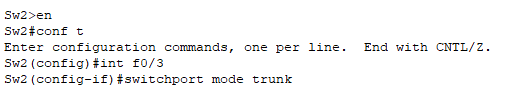 Sw2>en
Sw2#conf t
Enter configuration commands, one per line.  End with CNTL/Z.
Sw2(config)#int f0/3
Sw2(config-if)#switchport mode trunk